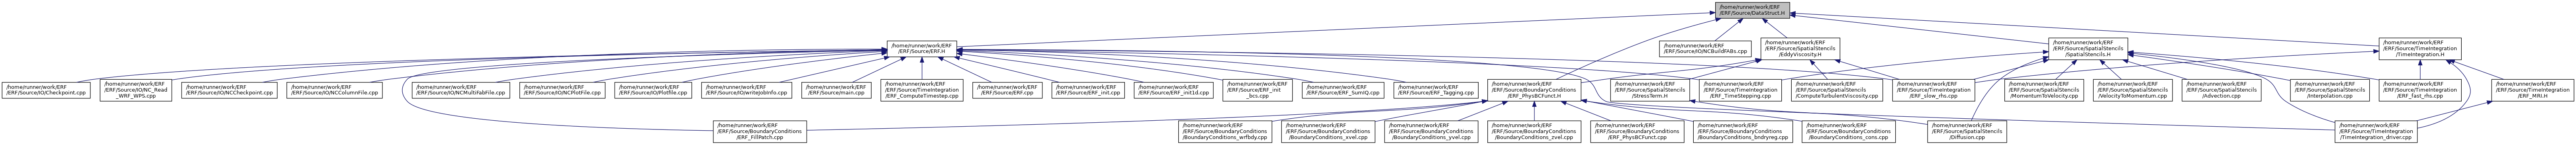 /home/runner/work/ERF
/ERF/Source/DataStruct.H
/home/runner/work/ERF
/ERF/Source/ERF.H
/home/runner/work/ERF
/ERF/Source/IO/NCBuildFABs.cpp
/home/runner/work/ERF
/ERF/Source/SpatialStencils
/EddyViscosity.H
/home/runner/work/ERF
/ERF/Source/SpatialStencils
/SpatialStencils.H
/home/runner/work/ERF
/ERF/Source/TimeIntegration
/TimeIntegration.H
/home/runner/work/ERF
/ERF/Source/IO/Checkpoint.cpp
/home/runner/work/ERF
/ERF/Source/IO/NC_Read
_WRF_WPS.cpp
/home/runner/work/ERF
/ERF/Source/IO/NCCheckpoint.cpp
/home/runner/work/ERF
/ERF/Source/IO/NCColumnFile.cpp
/home/runner/work/ERF
/ERF/Source/IO/NCMultiFabFile.cpp
/home/runner/work/ERF
/ERF/Source/IO/NCPlotFile.cpp
/home/runner/work/ERF
/ERF/Source/IO/Plotfile.cpp
/home/runner/work/ERF
/ERF/Source/IO/writeJobInfo.cpp
/home/runner/work/ERF
/ERF/Source/main.cpp
/home/runner/work/ERF
/ERF/Source/TimeIntegration
/ERF_ComputeTimestep.cpp
/home/runner/work/ERF
/ERF/Source/ERF.cpp
/home/runner/work/ERF
/ERF/Source/ERF_init.cpp
/home/runner/work/ERF
/ERF/Source/ERF_init1d.cpp
/home/runner/work/ERF
/ERF/Source/ERF_init
_bcs.cpp
/home/runner/work/ERF
/ERF/Source/ERF_SumIQ.cpp
/home/runner/work/ERF
/ERF/Source/ERF_Tagging.cpp
/home/runner/work/ERF
/ERF/Source/BoundaryConditions
/ERF_PhysBCFunct.H
/home/runner/work/ERF
/ERF/Source/SpatialStencils
/StressTerm.H
/home/runner/work/ERF
/ERF/Source/TimeIntegration
/ERF_TimeStepping.cpp
/home/runner/work/ERF
/ERF/Source/SpatialStencils
/ComputeTurbulentViscosity.cpp
/home/runner/work/ERF
/ERF/Source/TimeIntegration
/ERF_slow_rhs.cpp
/home/runner/work/ERF
/ERF/Source/SpatialStencils
/MomentumToVelocity.cpp
/home/runner/work/ERF
/ERF/Source/SpatialStencils
/VelocityToMomentum.cpp
/home/runner/work/ERF
/ERF/Source/SpatialStencils
/Advection.cpp
/home/runner/work/ERF
/ERF/Source/SpatialStencils
/Interpolation.cpp
/home/runner/work/ERF
/ERF/Source/TimeIntegration
/ERF_fast_rhs.cpp
/home/runner/work/ERF
/ERF/Source/TimeIntegration
/ERF_MRI.H
/home/runner/work/ERF
/ERF/Source/BoundaryConditions
/ERF_FillPatch.cpp
/home/runner/work/ERF
/ERF/Source/BoundaryConditions
/BoundaryConditions_wrfbdy.cpp
/home/runner/work/ERF
/ERF/Source/BoundaryConditions
/BoundaryConditions_xvel.cpp
/home/runner/work/ERF
/ERF/Source/BoundaryConditions
/BoundaryConditions_yvel.cpp
/home/runner/work/ERF
/ERF/Source/BoundaryConditions
/BoundaryConditions_zvel.cpp
/home/runner/work/ERF
/ERF/Source/BoundaryConditions
/ERF_PhysBCFunct.cpp
/home/runner/work/ERF
/ERF/Source/BoundaryConditions
/BoundaryConditions_bndryreg.cpp
/home/runner/work/ERF
/ERF/Source/BoundaryConditions
/BoundaryConditions_cons.cpp
/home/runner/work/ERF
/ERF/Source/SpatialStencils
/Diffusion.cpp
/home/runner/work/ERF
/ERF/Source/TimeIntegration
/TimeIntegration_driver.cpp